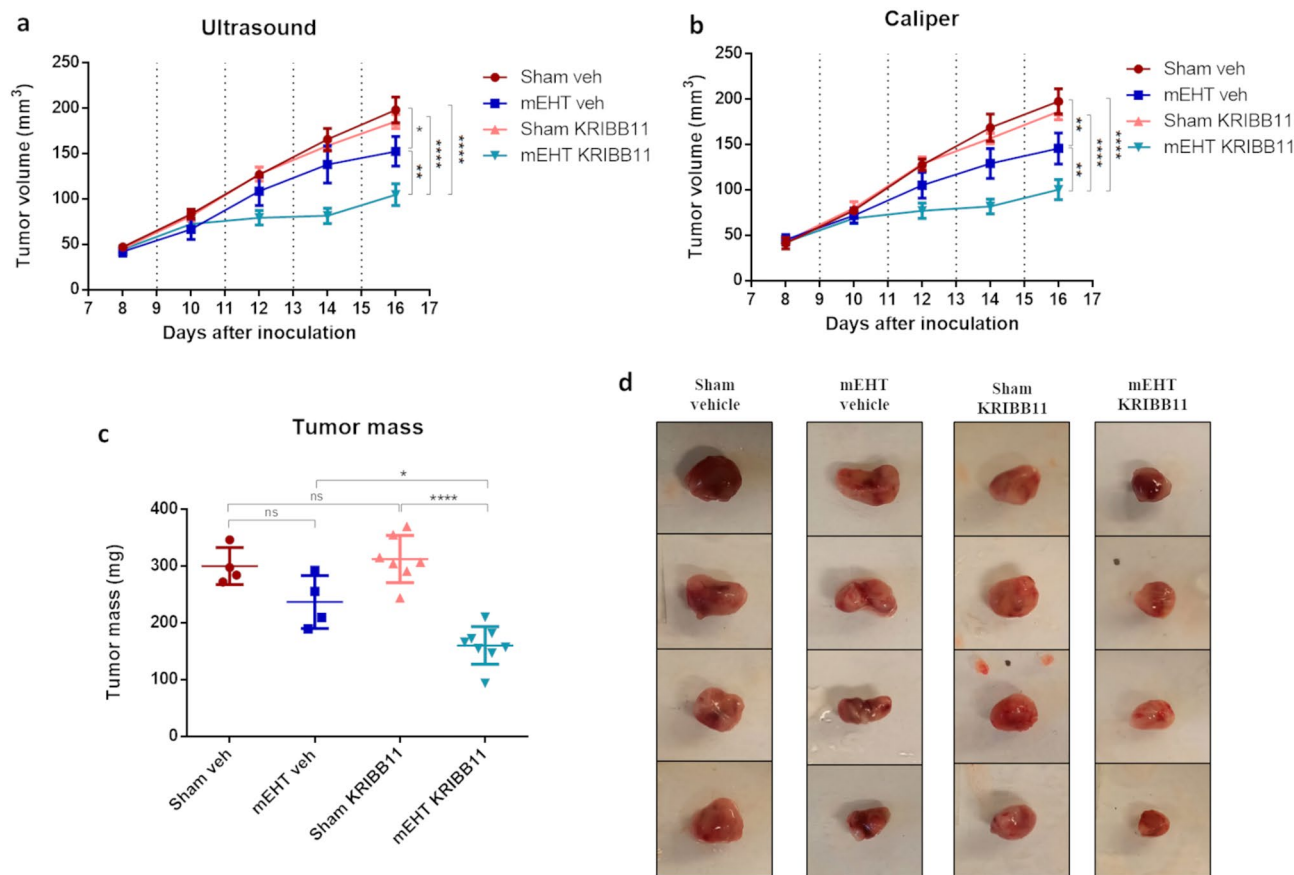 a
Ultrasound
Tumor volume (mm³)
250
200
150
100
50
0
7 8 9 10 11 12 13 14 15 16 17
Days after inoculation
Sham veh
mEHT veh
Sham KRIBB11
mEHT KRIBB11
*
**
****
****
b
Caliper
Tumor volume (mm³)
250
200
150
100
50
0
7 8 9 10 11 12 13 14 15 16 17
Days after inoculation
Sham veh
mEHT veh
Sham KRIBB11
mEHT KRIBB11
**
**
****
****
c
Tumor mass
Tumor mass (mg)
400
300
200
100
0
*
ns
****
ns
Sham veh
mEHT veh
Sham KRIBB11
mEHT KRIBB11
d
Sham
vehicle
mEHT
vehicle
Sham
KRIBB11
mEHT
KRIBB11